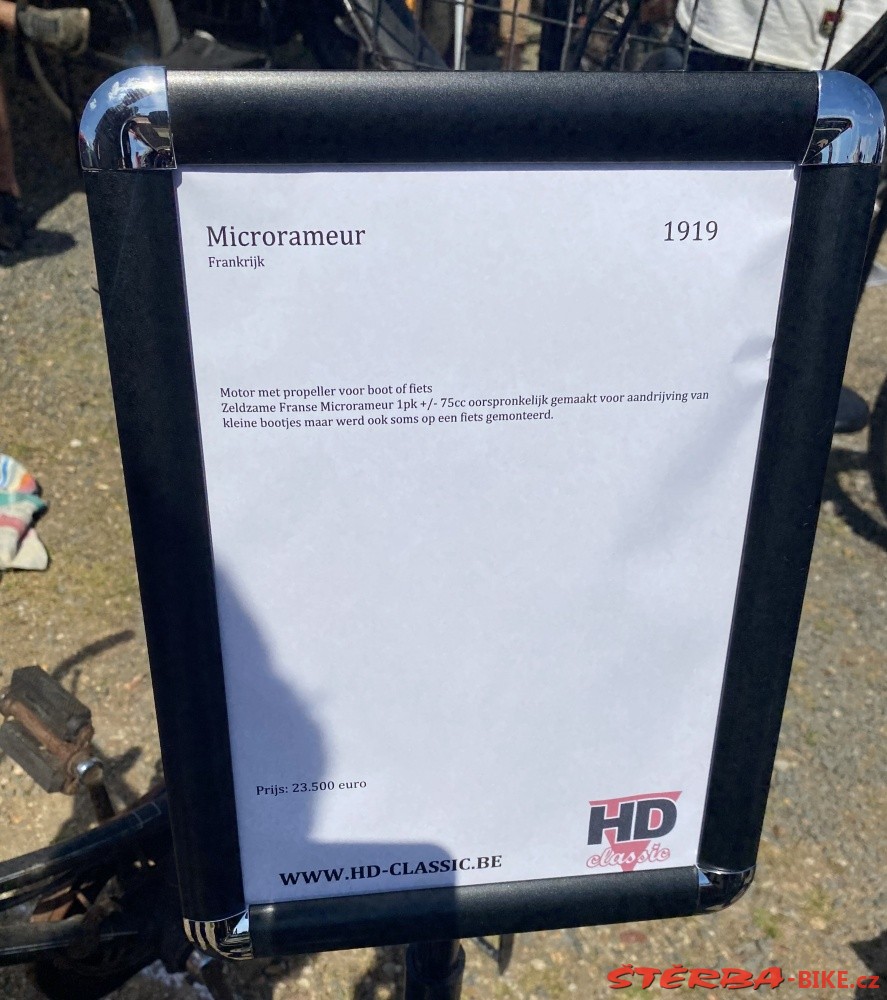 Microrameur 1919
Frankrijk
Motor met propeller voor boot of fiets
Zeldzame Franse Microrameur 1pk +/- 75cc oorspronkelijk gemaakt voor aandrijving van
kleine bootjes maar werd ook soms op een fiets gemonteerd.
Prijs: 23.500 euro
HD
classic
WWW.HD-CLASSIC.BE
ŠTĚRBA-BIKE.cz